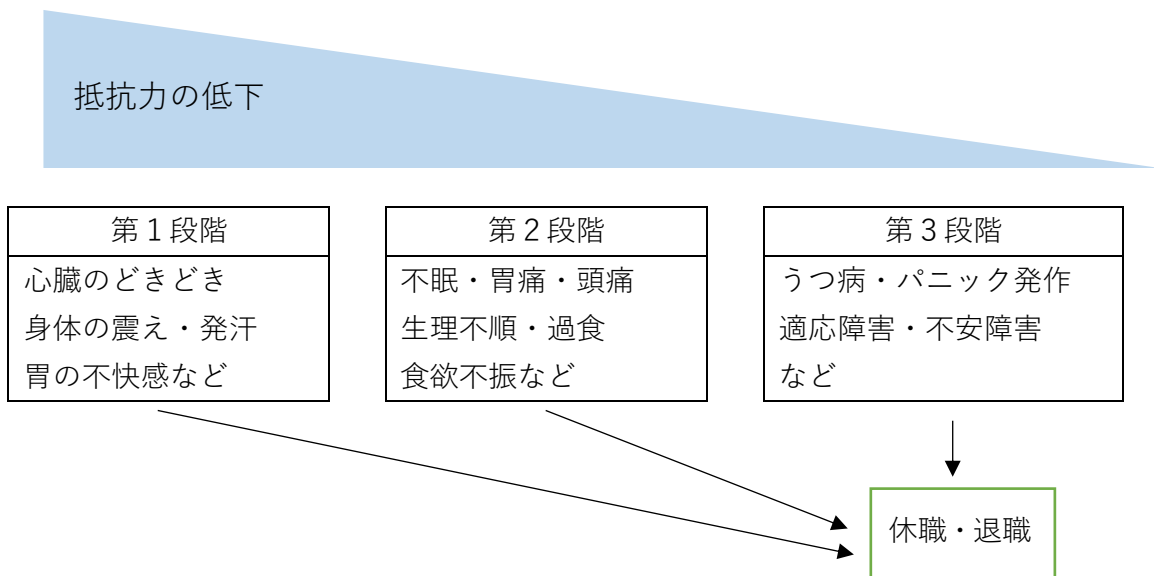 抵抗力の低下
第１段階
心臓のどきどき
身体の震え・発汗
胃の不快感など
第２段階
不眠・胃痛・頭痛
生理不順・過食
食欲不振など
第３段階
うつ病・パニック発作
適応障害・不安障害
など
休職・退職